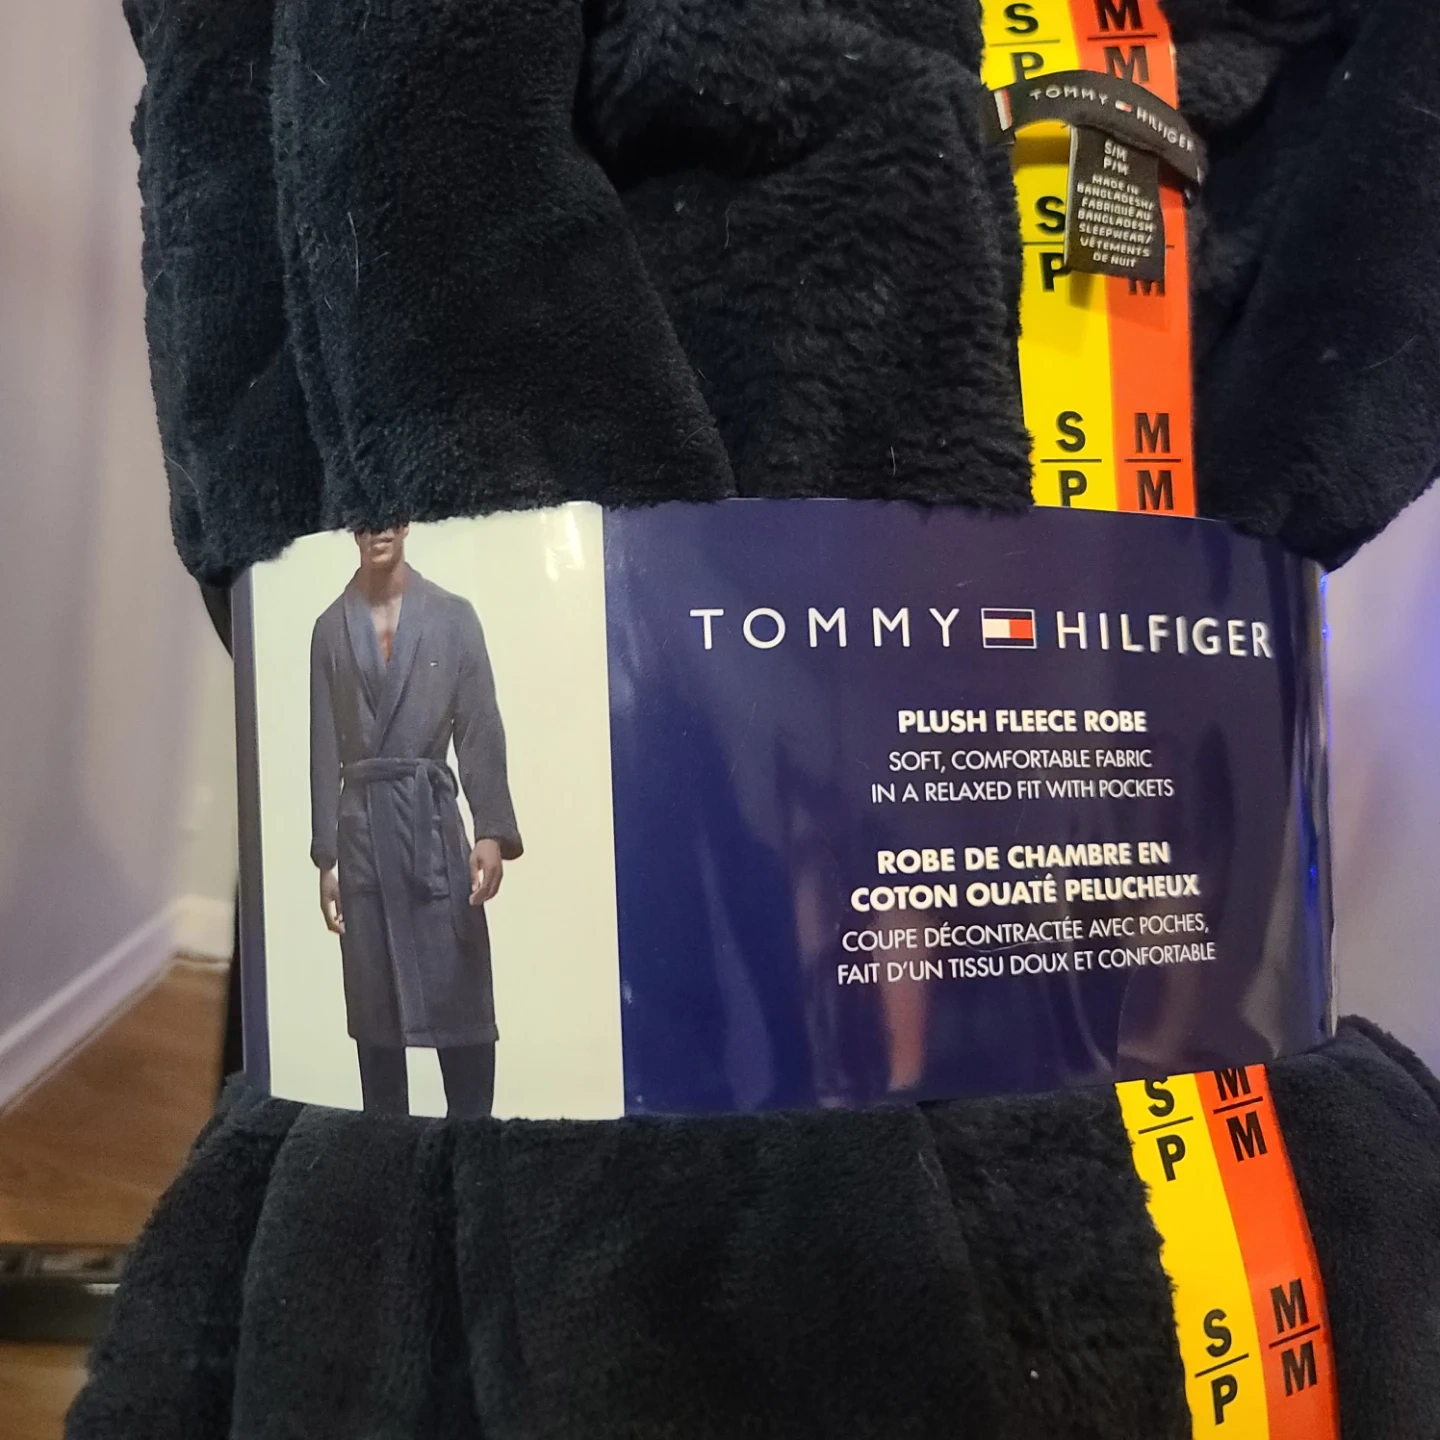 S
P
M
M
TOMMY HILFIGER
S/M
P/M
MADE IN
BANGLADESH/
FABRIQUÉ AU
BANGLADESH
SLEEPWEAR/
VÊTEMENTS
DE NUIT
S
P
M
S
P
M
M
TOMMY HILFIGER
PLUSH FLEECE ROBE
SOFT, COMFORTABLE FABRIC
IN A RELAXED FIT WITH POCKETS
ROBE DE CHAMBRE EN
COTON OUATÉ PELUCHEUX
COUPE DÉCONTRACTÉE AVEC POCHES,
FAIT D'UN TISSU DOUX ET CONFORTABLE
S
P
M
M
S
P
M
M